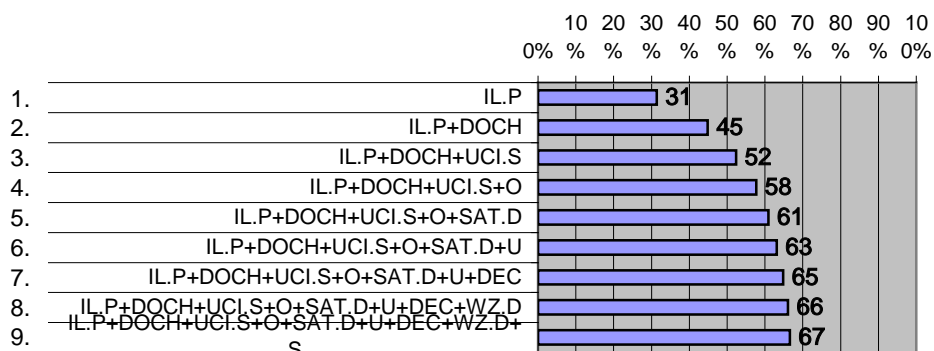 10 20 30 40 50 60 70 80 90 10
0% % % % % % % % % % 0%
1. IL.P 31
2. IL.P+DOCH 45
3. IL.P+DOCH+UCI.S 52
4. IL.P+DOCH+UCI.S+O 58
5. IL.P+DOCH+UCI.S+O+SAT.D 61
6. IL.P+DOCH+UCI.S+O+SAT.D+U 63
7. IL.P+DOCH+UCI.S+O+SAT.D+U+DEC 65
8. IL.P+DOCH+UCI.S+O+SAT.D+U+DEC+WZ.D 66
9. IL.P+DOCH+UCI.S+O+SAT.D+U+DEC+WZ.D+ 67
S